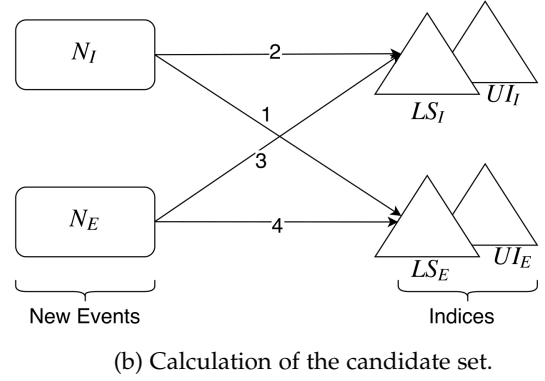 N_I
2
LS_I
UI_I
1
3
N_E
4
LS_E
UI_E
New Events
Indices
(b) Calculation of the candidate set.